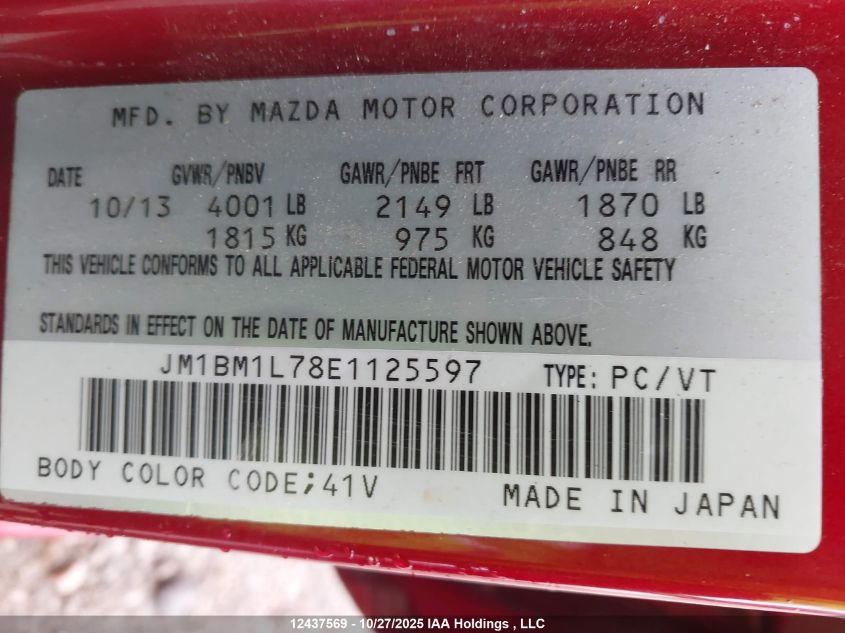 MFD. BY MAZDA MOTOR CORPORATION
DATE GVWR/PNBV GAWR/PNBE FRT GAWR/PNBE RR
10/13 4001 LB 2149 LB 1870 LB
1815 KG 975 KG 848 KG
THIS VEHICLE CONFORMS TO ALL APPLICABLE FEDERAL MOTOR VEHICLE SAFETY
STANDARDS IN EFFECT ON THE DATE OF MANUFACTURE SHOWN ABOVE.
JM1BM1L78E1125597 TYPE: PC/VT
BODY COLOR CODE;41V
MADE IN JAPAN
12437569 - 10/27/2025 IAA Holdings , LLC